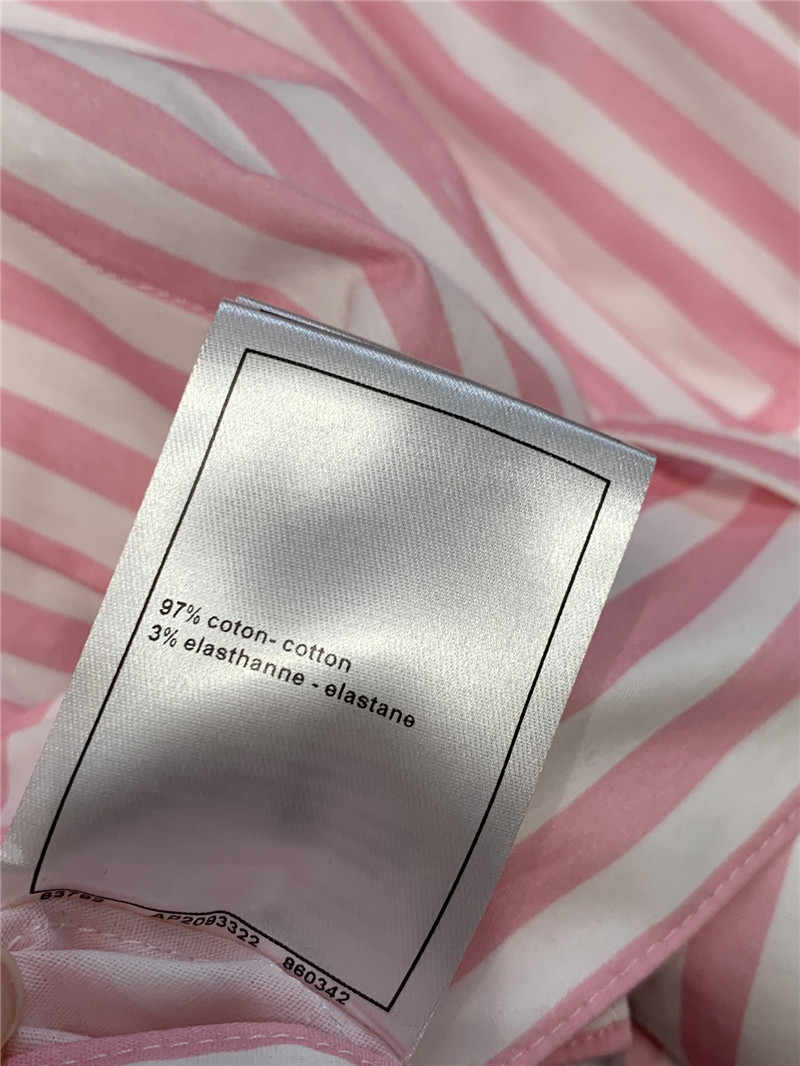 97% coton- cotton
3% elasthanne - elastane
AP2093322 860342